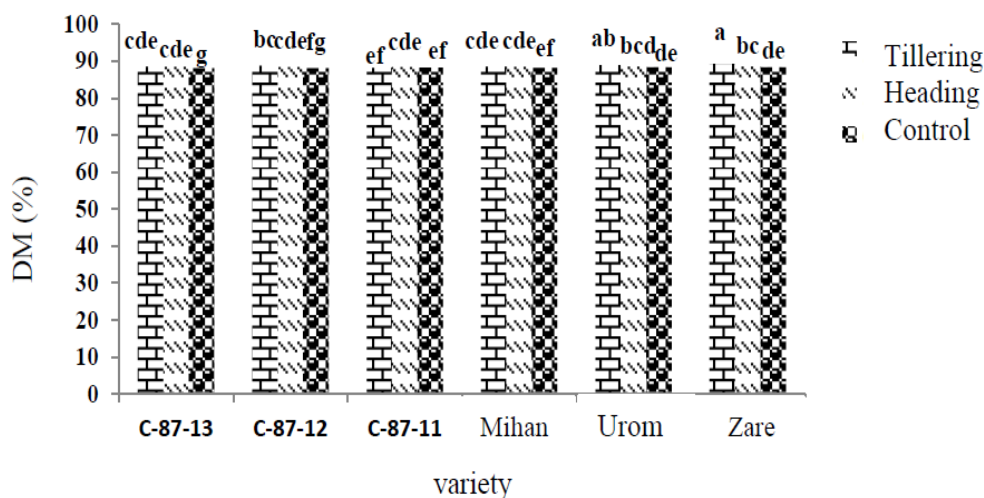 100
90
80
70
60
50
40
30
20
10
0
DM (%)
cde cde g
bc cde fg
ef cde ef
cde cde ef
ab bcd de
a bc de
Tillering
Heading
Control
C-87-13 C-87-12 C-87-11 Mihan Urom Zare
variety